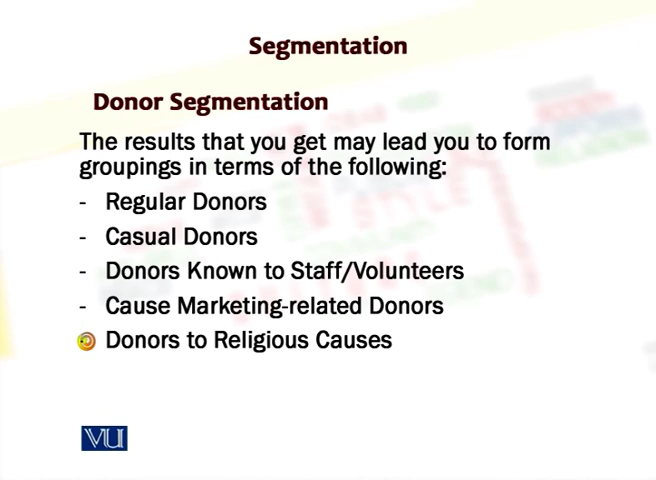 Segmentation
Donor Segmentation
The results that you get may lead you to form
groupings in terms of the following:
- Regular Donors
- Casual Donors
- Donors Known to Staff/Volunteers
- Cause Marketing-related Donors
Donors to Religious Causes
VU